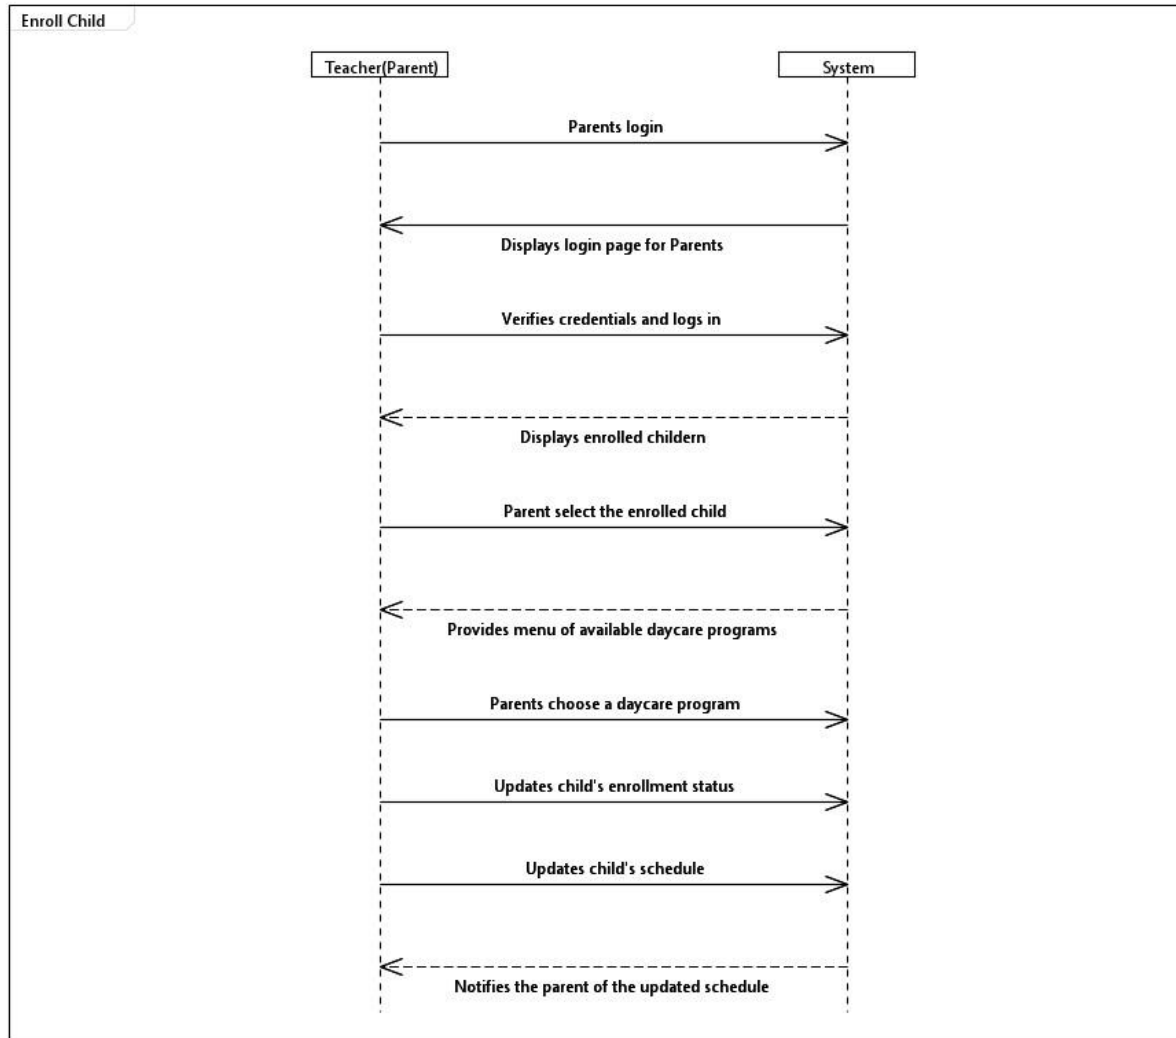 Enroll Child
Teacher(Parent)
System
Parents login
Displays login page for Parents
Verifies credentials and logs in
Displays enrolled childern
Parent select the enrolled child
Provides menu of available daycare programs
Parents choose a daycare program
Updates child's enrollment status
Updates child's schedule
Notifies the parent of the updated schedule